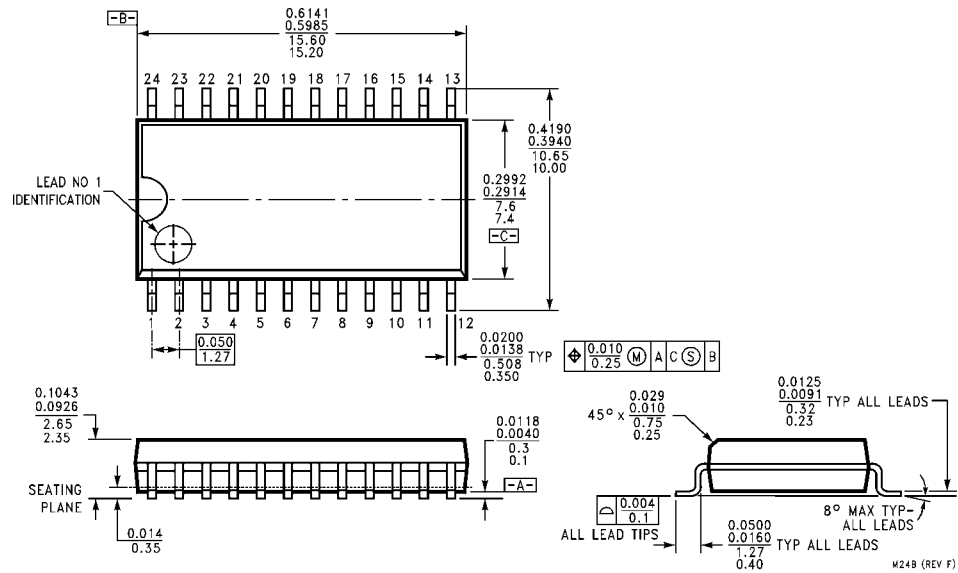 -B-
0.6141
0.5985
15.60
15.20
24 23 22 21 20 19 18 17 16 15 14 13
0.4190
0.3940
10.65
10.00
0.2992
0.2914
7.6
7.4
-C-
LEAD NO 1
IDENTIFICATION
1 2 3 4 5 6 7 8 9 10 11 12
0.050
1.27
0.0200
0.0138
0.508
0.350
TYP
⌖ 0.010 Ⓜ A C Ⓢ B
0.25
0.1043
0.0926
2.65
2.35
0.0118
0.0040
0.3
0.1
-A-
SEATING
PLANE
0.014
0.35
45° x
0.029
0.010
0.75
0.25
0.0125
0.0091
0.32
0.23
TYP ALL LEADS
0.004
0.1
ALL LEAD TIPS
0.0500
0.0160
1.27
0.40
TYP ALL LEADS
8° MAX TYP-
ALL LEADS
M24B (REV F)